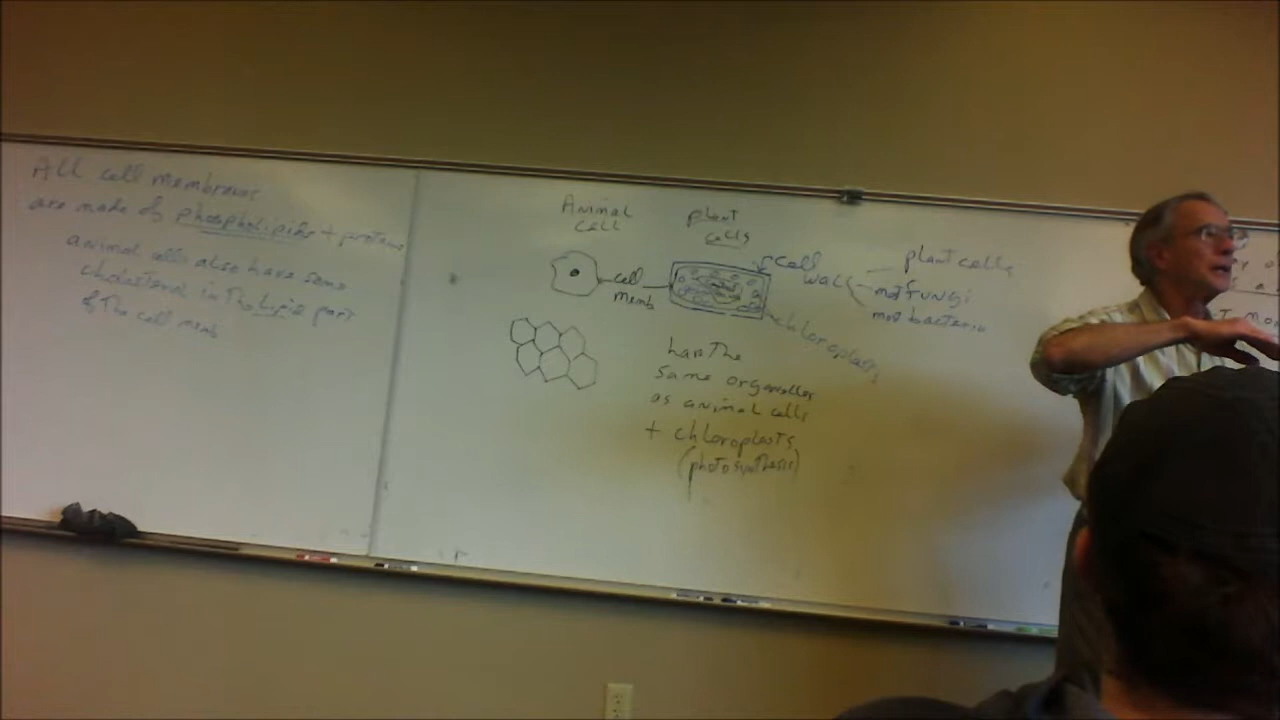 All cell membranes
are made of phospholipids + proteins
animal cells also have some
cholesterol in The Lipid part
of The cell memb
Animal
cell
plant
cells
cell
memb
cell
wall
plant cells
fungi
most bacteria
chloroplasts
has The
same organelles
as animal cells
+ chloroplasts
(photosynthesis)